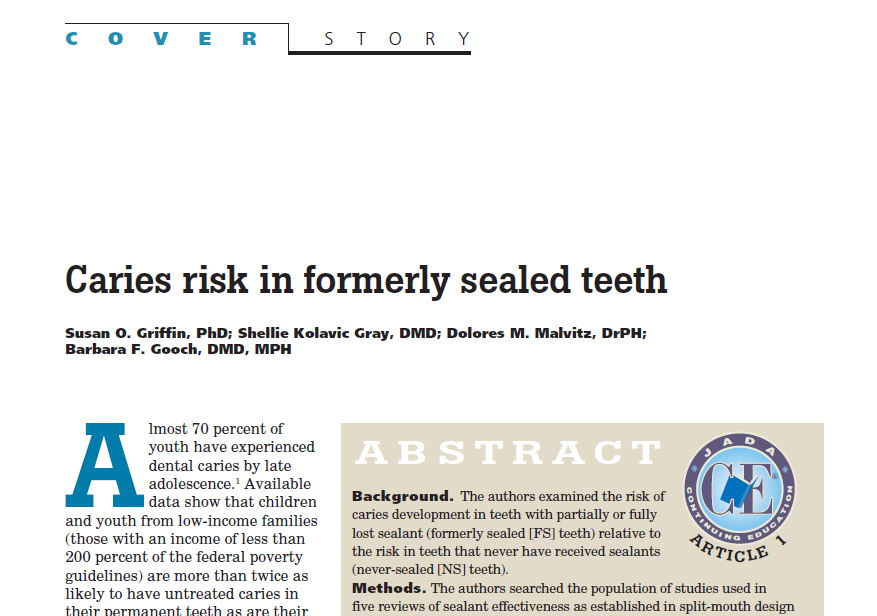 COVER STORY
Caries risk in formerly sealed teeth
Susan O. Griffin, PhD; Shellie Kolavic Gray, DMD; Dolores M. Malvitz, DrPH;
Barbara F. Gooch, DMD, MPH
Almost 70 percent of
youth have experienced
dental caries by late
adolescence.¹ Available
data show that children
and youth from low-income families
(those with an income of less than
200 percent of the federal poverty
guidelines) are more than twice as
likely to have untreated caries in
their permanent teeth as are their
ABSTRACT
JADA
CE®
CONTINUING EDUCATION
ARTICLE 1
Background. The authors examined the risk of
caries development in teeth with partially or fully
lost sealant (formerly sealed [FS] teeth) relative to
the risk in teeth that never have received sealants
(never-sealed [NS] teeth).
Methods. The authors searched the population of studies used in
five reviews of sealant effectiveness as established in split-mouth design